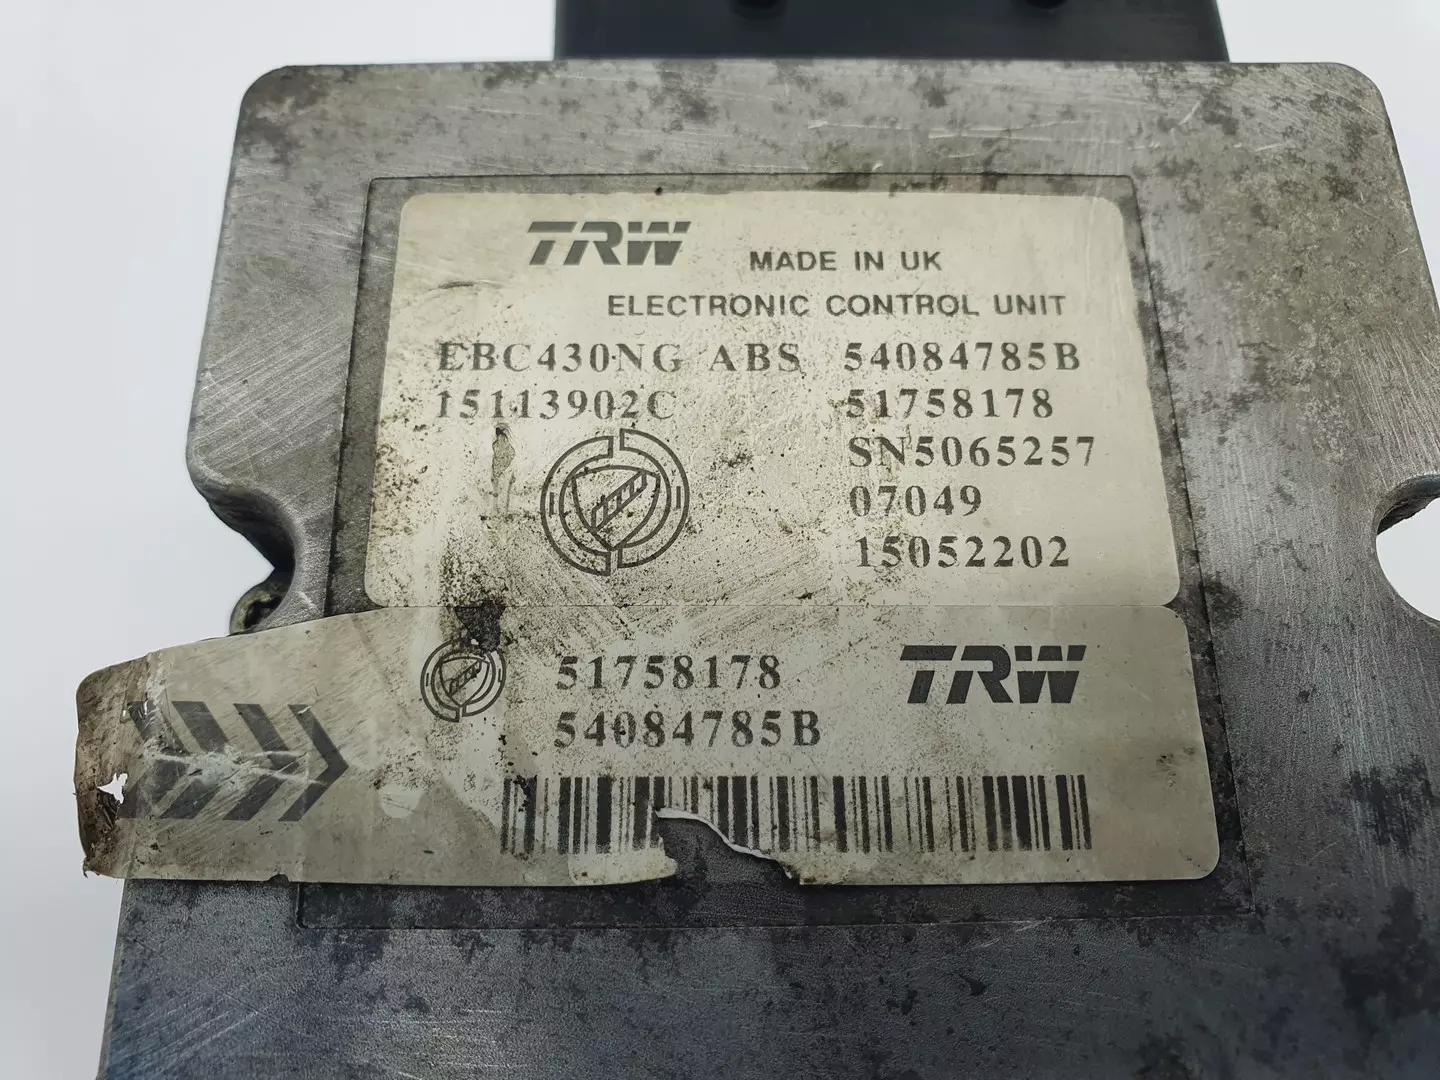 TRW MADE IN UK
ELECTRONIC CONTROL UNIT
EBC430NG ABS 54084785B
15113902C 51758178
SN5065257
07049
15052202
51758178 TRW
54084785B